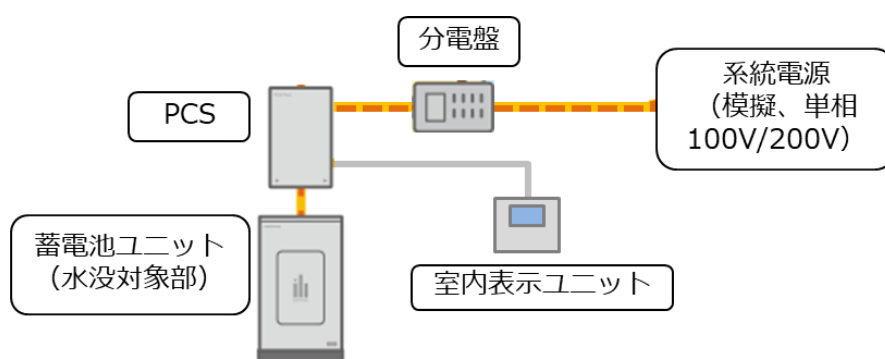 分電盤
系統電源
（模擬、単相
100V/200V）
PCS
蓄電池ユニット
（水没対象部）
室内表示ユニット